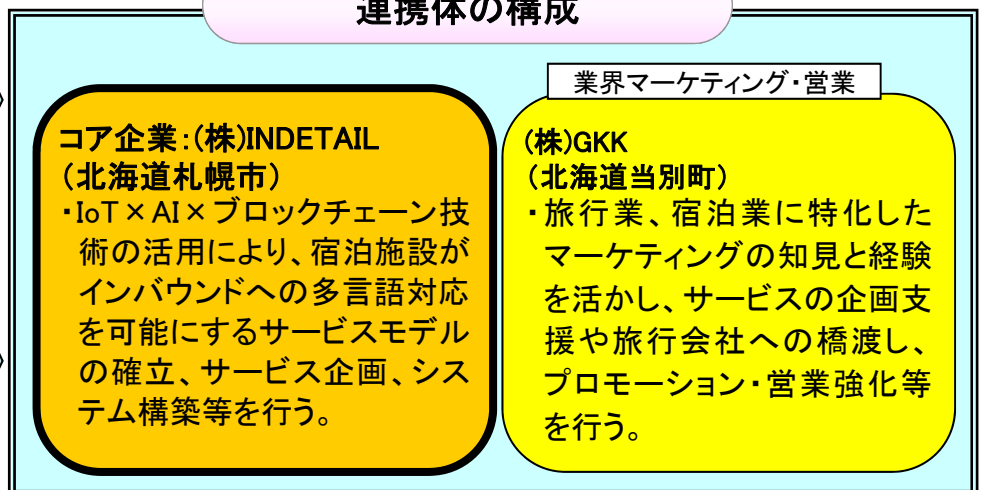 連携体の構成
コア企業:(株)INDETAIL
(北海道札幌市)
・IoT×AI×ブロックチェーン技
術の活用により、宿泊施設が
インバウンドへの多言語対応
を可能にするサービスモデル
の確立、サービス企画、シス
テム構築等を行う。
業界マーケティング・営業
(株)GKK
(北海道当別町)
・旅行業、宿泊業に特化した
マーケティングの知見と経験
を活かし、サービスの企画支
援や旅行会社への橋渡し、
プロモーション・営業強化等
を行う。